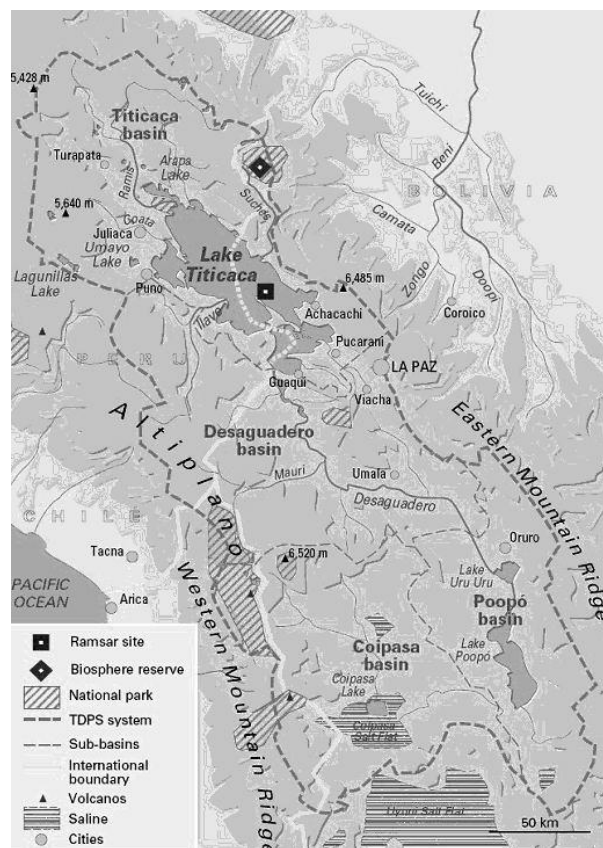 5,428 m
Titicaca
basin
Tuichi
Beni
Turapata
Ramis
Arapa
Lake
BOLIVIA
Suches
5,640 m
Coata
Camata
Juliaca
Umayo
Lake
Lake
Titicaca
Zongo
Doopi
Lagunillas
Lake
Puno
6,485 m
Ilave
Achacachi
Coroico
PERU
Pucarani
LA PAZ
Guaqui
Viacha
Altiplano
Desaguadero
basin
Eastern Mountain Ridge
Mauri
Umala
Desaguadero
CHILE
Tacna
6,520 m
Oruro
Lake
Uru Uru
PACIFIC
OCEAN
Arica
Western Mountain Ridge
Poopó
basin
Coipasa
basin
Lake
Poopó
Coipasa
Lake
Coipasa
Salt Flat
Uyuni Salt Flat
Ramsar site
Biosphere reserve
National park
TDPS system
Sub-basins
International
boundary
Volcanos
Saline
Cities
50 km